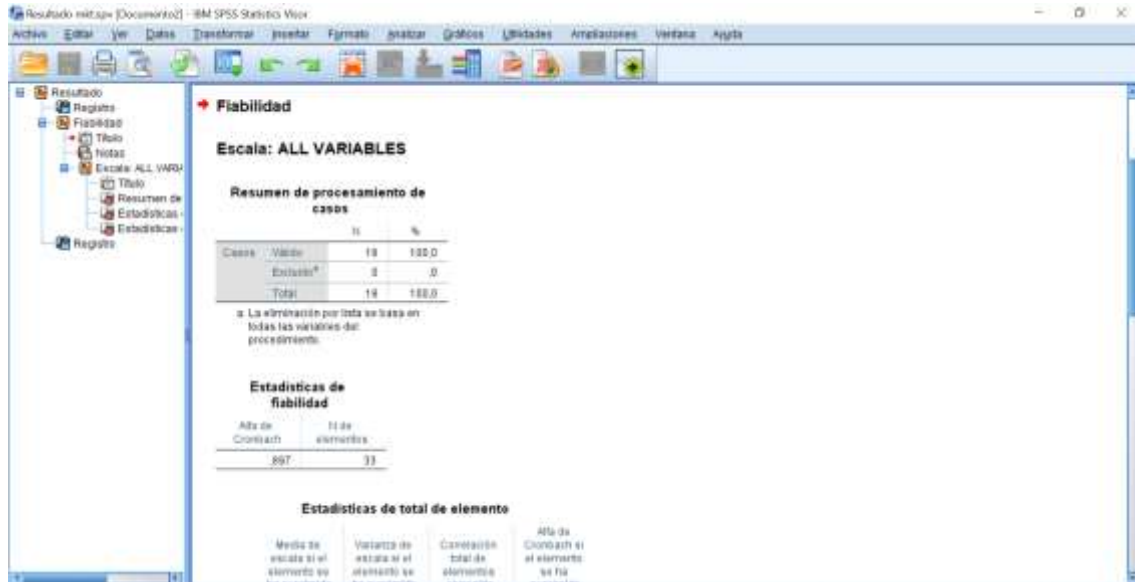 Resultado mkt.spv [Documento2] - IBM SPSS Statistics Visor
Archivo Editar Ver Datos Transformar Insertar Formato Analizar Gráficos Utilidades Ampliaciones Ventana Ayuda
Resultado
Registro
Fiabilidad
Título
Notas
Escala: ALL VARIA
Título
Resumen de
Estadísticas
Estadísticas
Registro
Fiabilidad
Escala: ALL VARIABLES
Resumen de procesamiento de
casos
N %
Casos Válido 100,0
Excluido a 0 ,0
Total 100,0
a. La eliminación por lista se basa en
todas las variables del
procedimiento.
Estadísticas de
fiabilidad
Alfa de N de
Cronbach elementos
,897 33
Estadísticas de total de elemento
Media de Varianza de Correlación Alfa de
escala si el escala si el total de Cronbach si
elemento se elemento se elementos el elemento
se ha